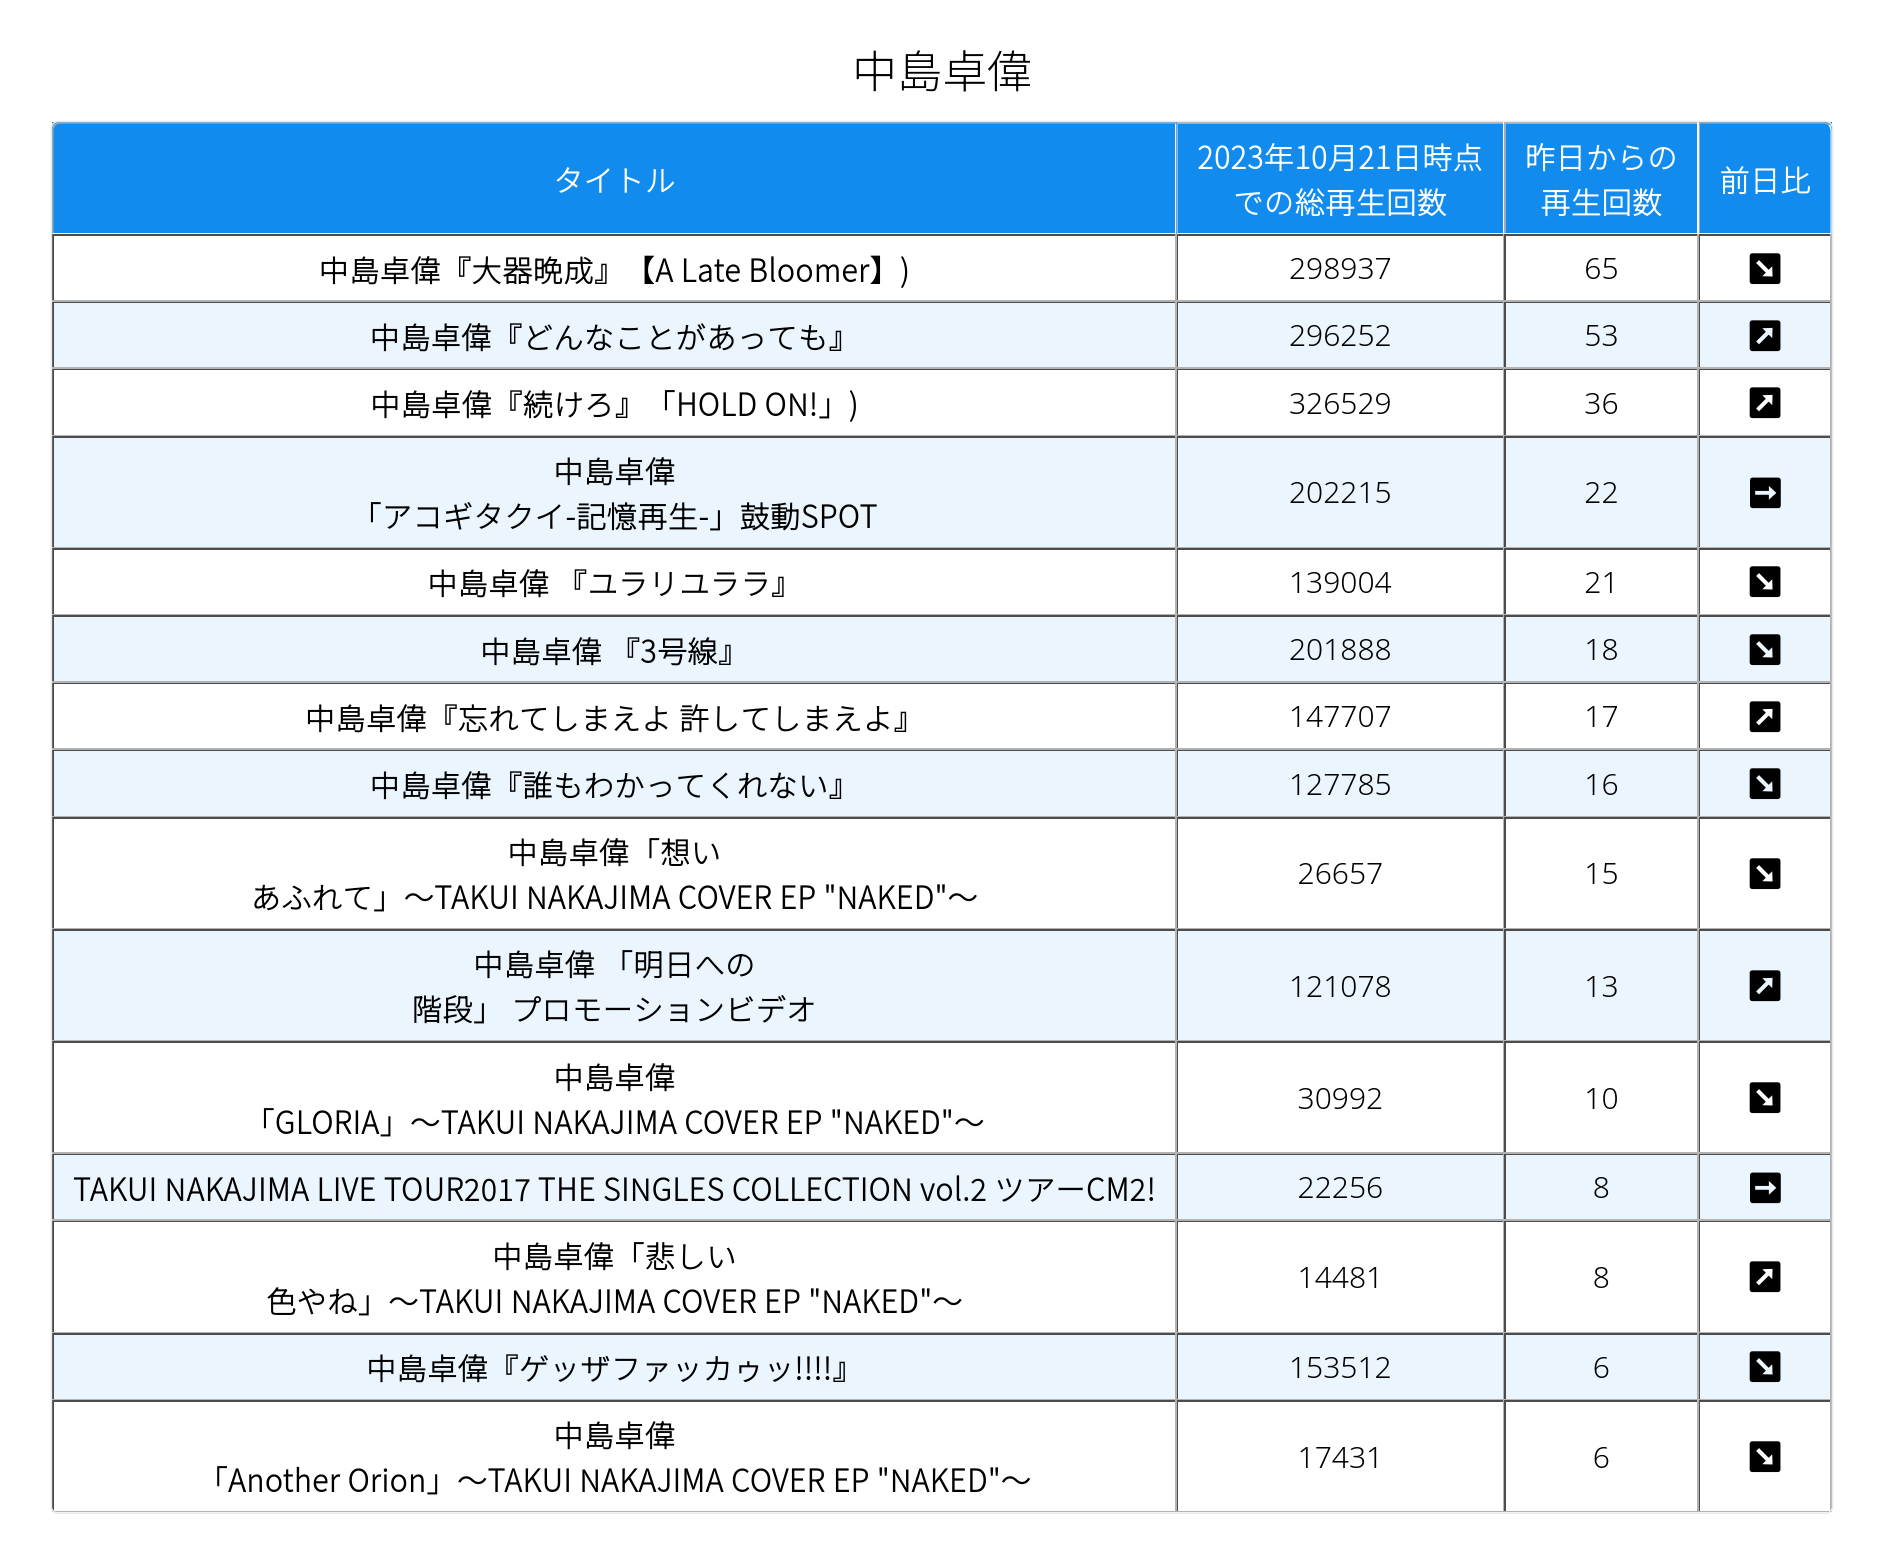 中島卓偉
タイトル
2023年10月21日時点
での総再生回数
昨日からの
再生回数
前日比
中島卓偉『大器晩成』【A Late Bloomer】)
298937
65
中島卓偉『どんなことがあっても』
296252
53
中島卓偉『続けろ』「HOLD ON!」)
326529
36
中島卓偉
「アコギタクイ-記憶再生-」鼓動SPOT
202215
22
中島卓偉 『ユラリユララ』
139004
21
中島卓偉 『3号線』
201888
18
中島卓偉『忘れてしまえよ 許してしまえよ』
147707
17
中島卓偉『誰もわかってくれない』
127785
16
中島卓偉「想い
あふれて」～TAKUI NAKAJIMA COVER EP "NAKED"～
26657
15
中島卓偉 「明日への
階段」 プロモーションビデオ
121078
13
中島卓偉
「GLORIA」～TAKUI NAKAJIMA COVER EP "NAKED"～
30992
10
TAKUI NAKAJIMA LIVE TOUR2017 THE SINGLES COLLECTION vol.2 ツアーCM2!
22256
8
中島卓偉「悲しい
色やね」～TAKUI NAKAJIMA COVER EP "NAKED"～
14481
8
中島卓偉『ゲッザファッカゥッ!!!!』
153512
6
中島卓偉
「Another Orion」～TAKUI NAKAJIMA COVER EP "NAKED"～
17431
6